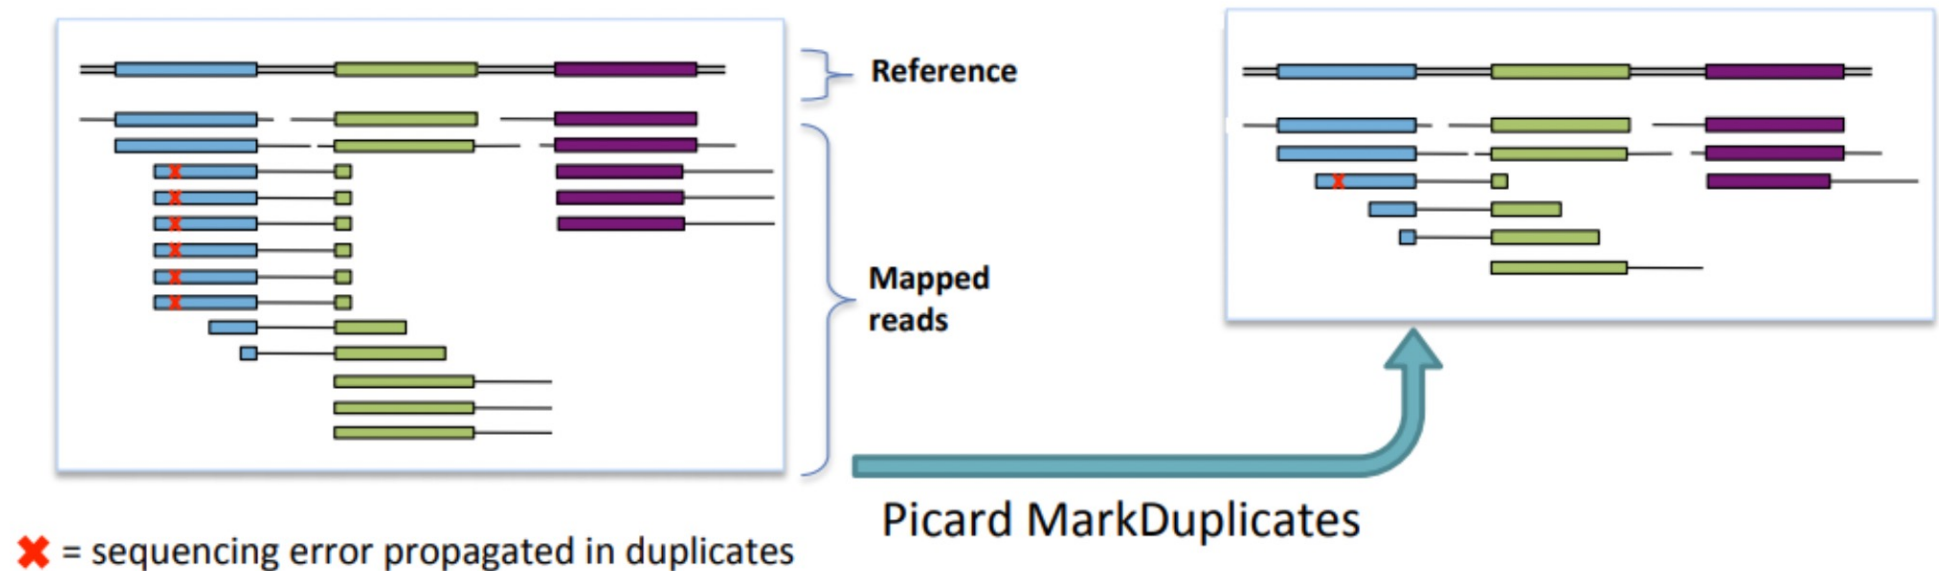 Reference
Mapped
reads
Picard MarkDuplicates
✖ = sequencing error propagated in duplicates